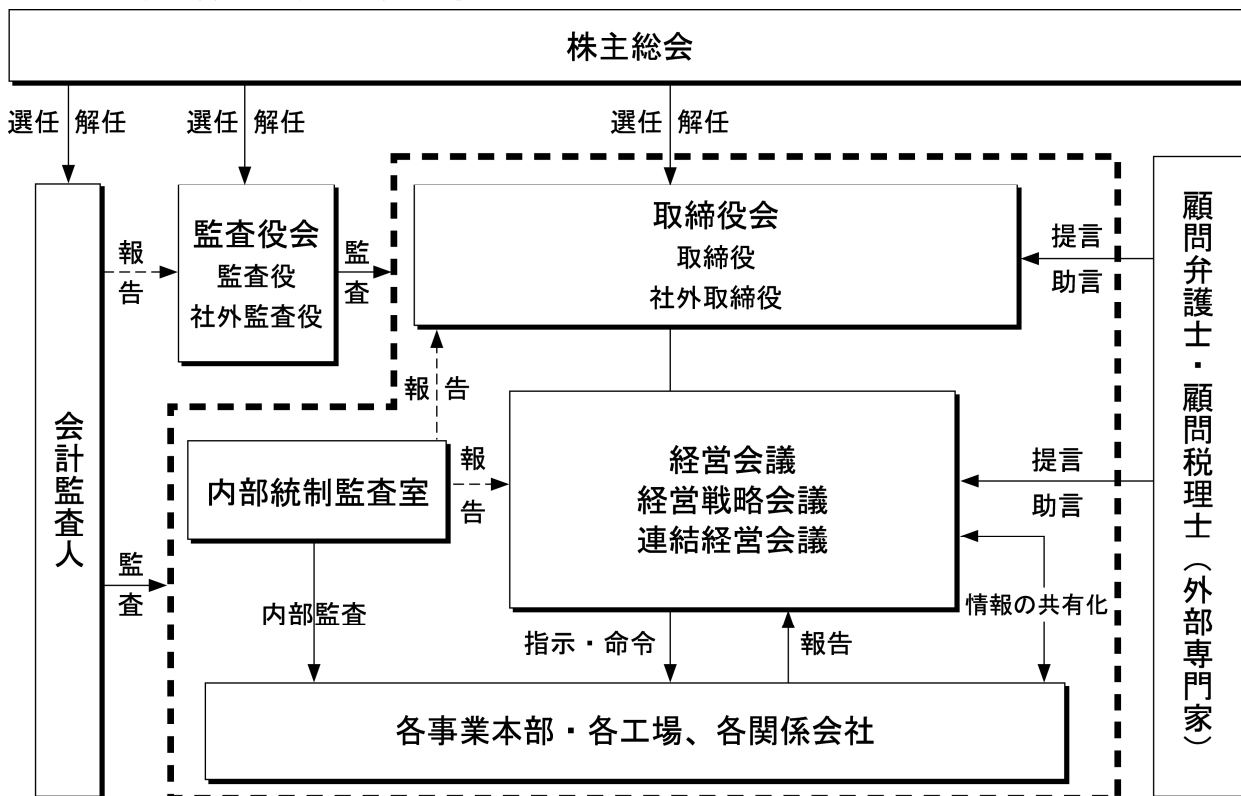 株主総会
選任 解任
選任 解任
選任 解任
会計監査人
報告
監査役会
監査役
社外監査役
監査
取締役会
取締役
社外取締役
提言
助言
顧問弁護士・顧問税理士（外部専門家）
報告
内部統制監査室
報告
経営会議
経営戦略会議
連結経営会議
提言
助言
監査
内部監査
指示・命令
報告
情報の共有化
各事業本部・各工場、各関係会社